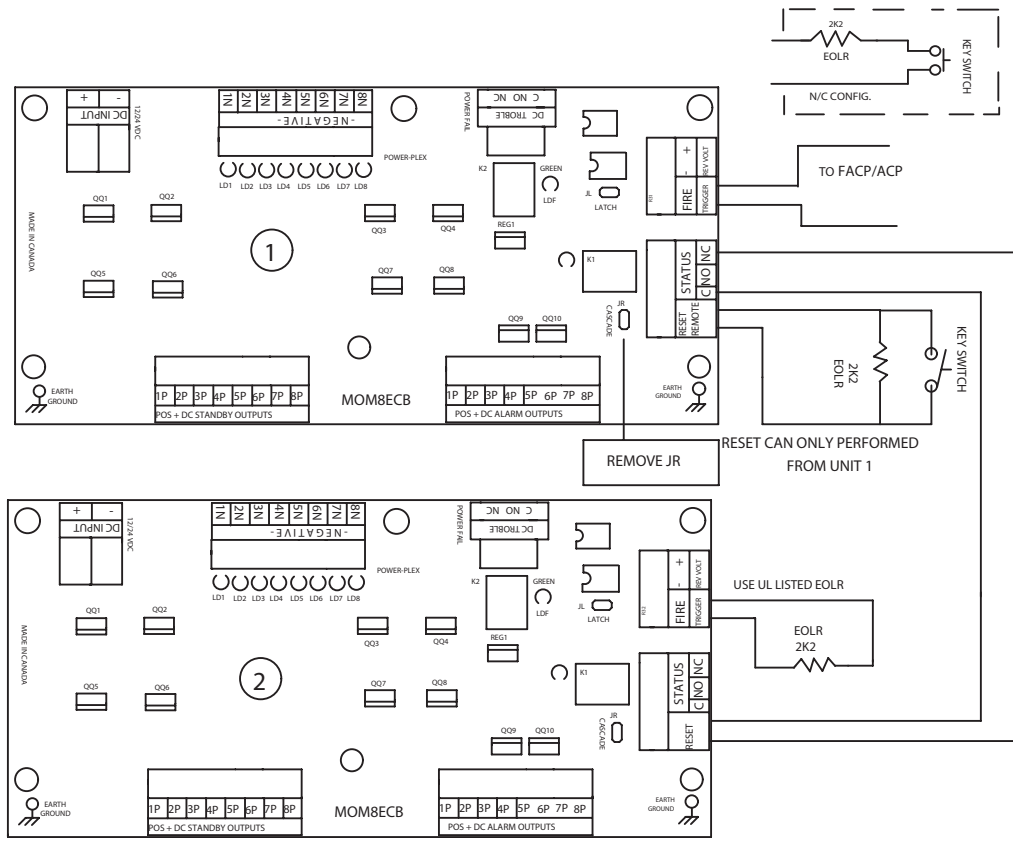 2K2
EOLR
KEY SWITCH
N/C CONFIG.
+ -
DC INPUT
12/24 VDC
1N 2N 3N 4N 5N 6N 7N 8N
-NEGATIVE-
POWER-PLEX
LD1 LD2 LD3 LD4 LD5 LD6 LD7 LD8
POWER FAIL
C NO NC
DC TROBLE
K2
GREEN
LDF
JL
LATCH
REG1
- +
REV VOLT
FIRE
TRIGGER
TO FACP/ACP
MADE IN CANADA
QQ1
QQ2
QQ3
QQ4
1
QQ5
QQ6
QQ7
QQ8
K1
JR
CASCADE
STATUS
C NO NC
RESET
REMOTE
QQ9
QQ10
2K2
EOLR
KEY SWITCH
EARTH
GROUND
1P 2P 3P 4P 5P 6P 7P 8P
POS + DC STANDBY OUTPUTS
MOM8ECB
1P 2P 3P 4P 5P 6P 7P 8P
POS + DC ALARM OUTPUTS
EARTH
GROUND
REMOVE JR
RESET CAN ONLY PERFORMED
FROM UNIT 1
+ -
DC INPUT
12/24 VDC
1N 2N 3N 4N 5N 6N 7N 8N
-NEGATIVE-
POWER-PLEX
LD1 LD2 LD3 LD4 LD5 LD6 LD7 LD8
POWER FAIL
C NO NC
DC TROBLE
K2
GREEN
LDF
JL
LATCH
REG1
- +
REV VOLT
FIRE
TRIGGER
USE UL LISTED EOLR
EOLR
2K2
MADE IN CANADA
QQ1
QQ2
QQ3
QQ4
2
QQ5
QQ6
QQ7
QQ8
K1
JR
CASCADE
STATUS
C NO NC
RESET
QQ9
QQ10
EARTH
GROUND
1P 2P 3P 4P 5P 6P 7P 8P
POS + DC STANDBY OUTPUTS
MOM8ECB
1P 2P 3P 4P 5P 6P 7P 8P
POS + DC ALARM OUTPUTS
EARTH
GROUND